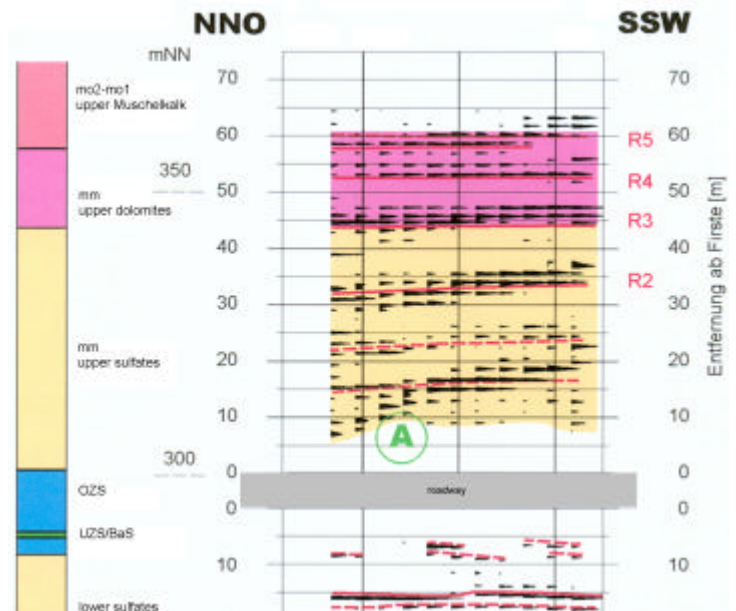 NNO SSW
mNN
70 70
mo2-mo1
upper Muschelkalk
60 60
R5
350
R4
50 50
mm
upper dolomites
R3
40 40
R2
30 30
mm
upper sulfates
20 20
10 10
A
300
0 0
OZS
roadway
0 0
UZS/BaS
10 10
lower sulfates
Entfernung ab Firste [m]